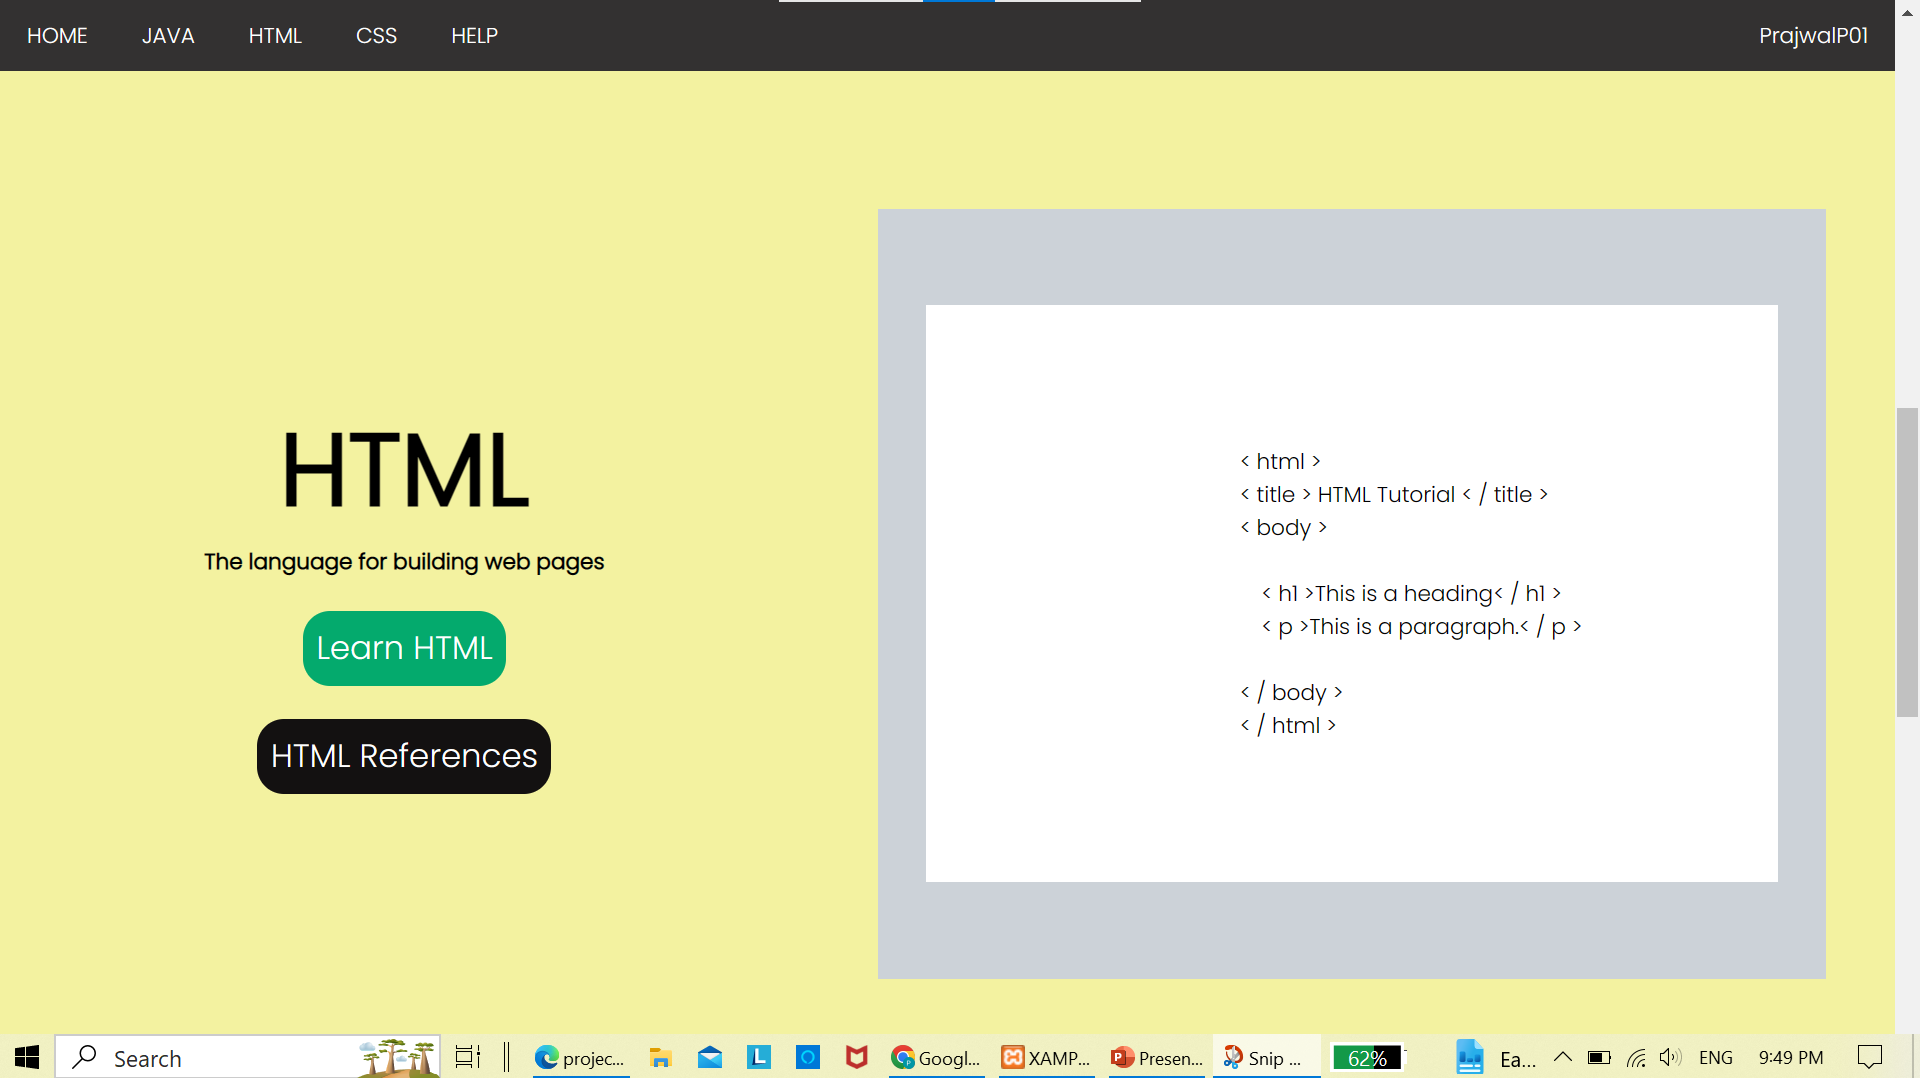 HOME JAVA HTML CSS HELP PrajwalP01
HTML
The language for building web pages
Learn HTML
HTML References
< html >
< title > HTML Tutorial < / title >
< body >
< h1 >This is a heading< / h1 >
< p >This is a paragraph.< / p >
< / body >
< / html >
Search projec... L Googl... XAMP... Presen... Snip ... 62% Ea... ENG 9:49 PM